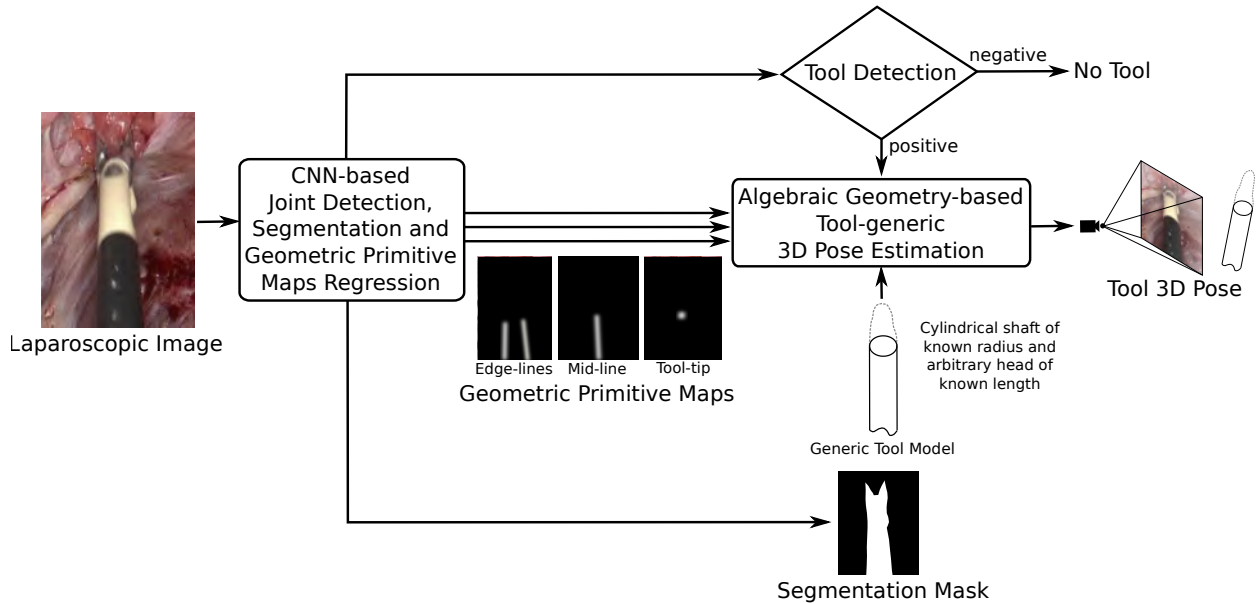 Tool Detection
negative
No Tool
positive
CNN-based
Joint Detection,
Segmentation and
Geometric Primitive
Maps Regression
Algebraic Geometry-based
Tool-generic
3D Pose Estimation
Laparoscopic Image
Edge-lines
Mid-line
Tool-tip
Geometric Primitive Maps
Tool 3D Pose
Cylindrical shaft of
known radius and
arbitrary head of
known length
Generic Tool Model
Segmentation Mask